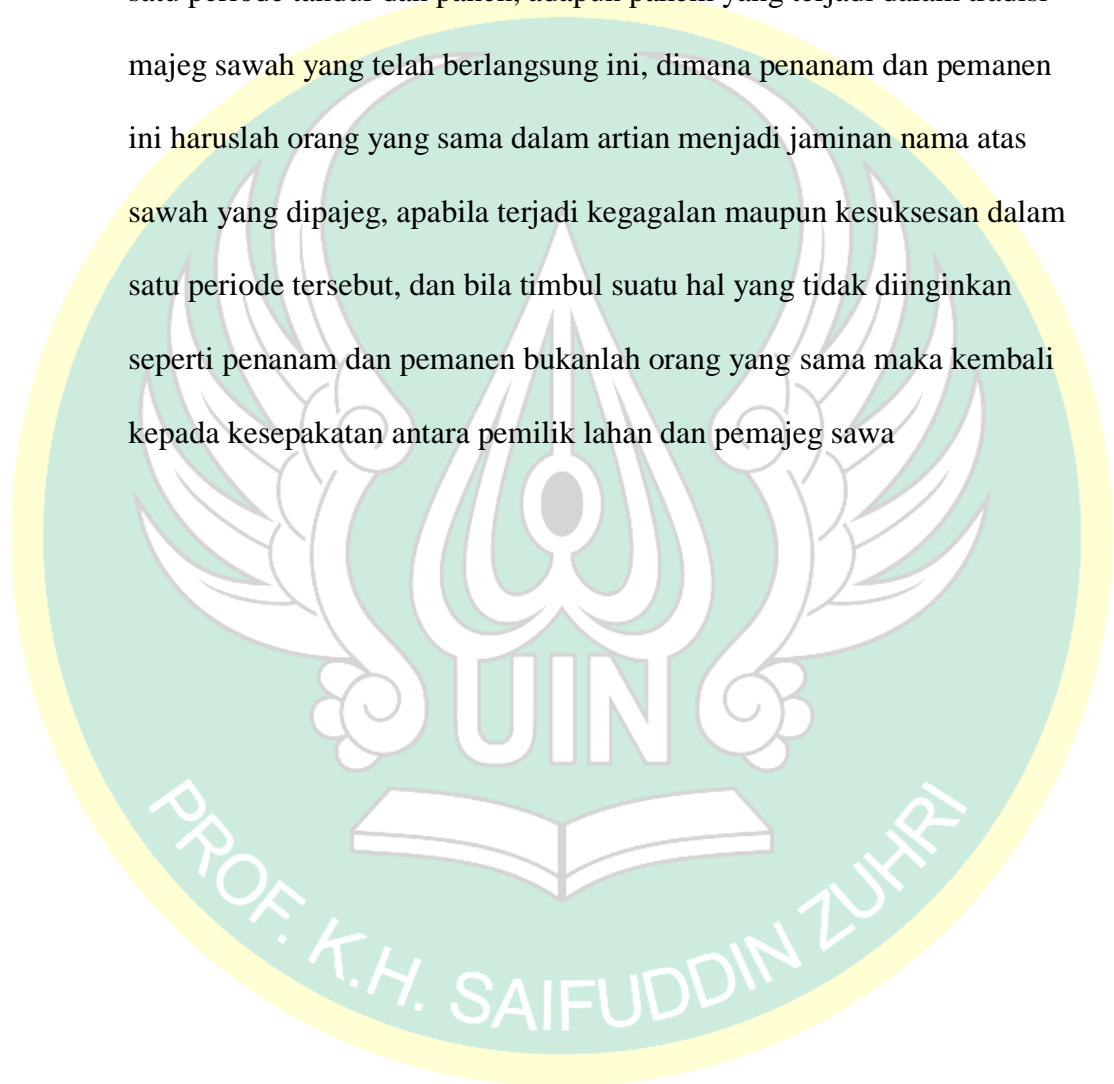 satu periode tandur dan panen, adapun pakem yang terjadi dalam tradisi
majeg sawah yang telah berlangsung ini, dimana penanam dan pemanen
ini haruslah orang yang sama dalam artian menjadi jaminan nama atas
sawah yang dipajeg, apabila terjadi kegagalan maupun kesuksesan dalam
satu periode tersebut, dan bila timbul suatu hal yang tidak diinginkan
seperti penanam dan pemanen bukanlah orang yang sama maka kembali
kepada kesepakatan antara pemilik lahan dan pemajeg sawa
UIN
PROF. K.H. SAIFUDDIN ZUHRI